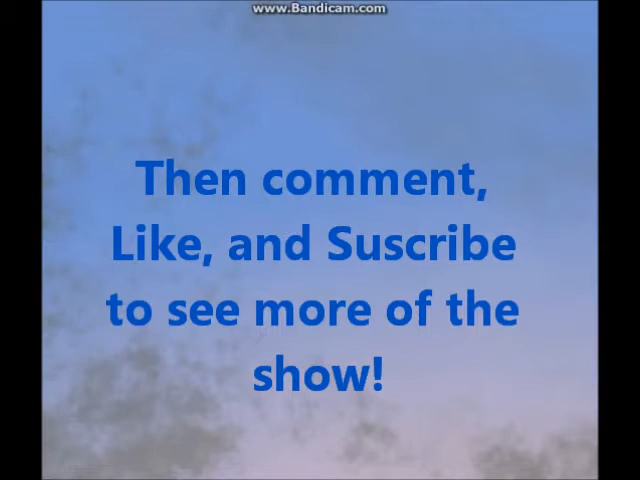 www.Bandicam.com
Then comment,
Like, and Suscribe
to see more of the
show!